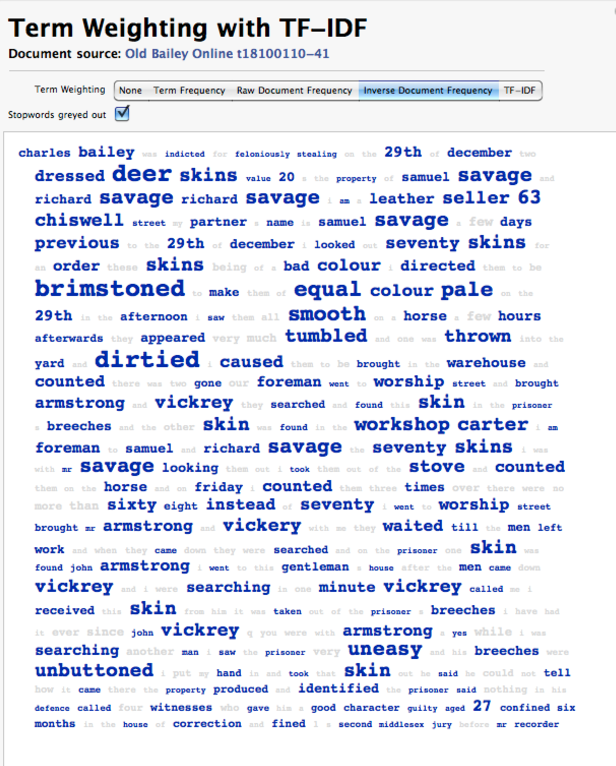 Term Weighting with TF-IDF
Document source: Old Bailey Online t18100110-41
Term Weighting None Term Frequency Raw Document Frequency Inverse Document Frequency TF-IDF
Stopwords greyed out
charles bailey was indicted for feloniously stealing on the 29th of december two
dressed deer skins value 20 s the property of samuel savage and
richard savage richard savage i am a leather seller 63
chiswell street my partner s name is samuel savage a few days
previous to the 29th of december i looked out seventy skins for
an order these skins being of a bad colour i directed them to be
brimstoned to make them of equal colour pale on the
29th in the afternoon i saw them all smooth on a horse a few hours
afterwards they appeared very much tumbled and one was thrown into the
yard and dirtied i caused them to be brought in the warehouse and
counted there was two gone our foreman went to worship street and brought
armstrong and vickrey they searched and found this skin in the prisoner
s breeches and the other skin was found in the workshop carter i am
foreman to samuel and richard savage the seventy skins i was
with mr savage looking them out i took them out of the stove and counted
them on the horse and on friday i counted them three times over there were no
more than sixty eight instead of seventy i went to worship street
brought mr armstrong and vickery with me they waited till the men left
work and when they came down they were searched and on the prisoner one skin was
found john armstrong i went to this gentleman s house after the men came down
vickrey and i were searching in one minute vickrey called me i
received this skin from him it was taken out of the prisoner s breeches i have had
it ever since john vickrey q you were with armstrong a yes while i was
searching another man i saw the prisoner very uneasy and his breeches were
unbuttoned i put my hand in and took that skin out he said he could not tell
how it came there the property produced and identified the prisoner said nothing in his
defence called four witnesses who gave him a good character guilty aged 27 confined six
months in the house of correction and fined 1 s second middlesex jury before mr recorder